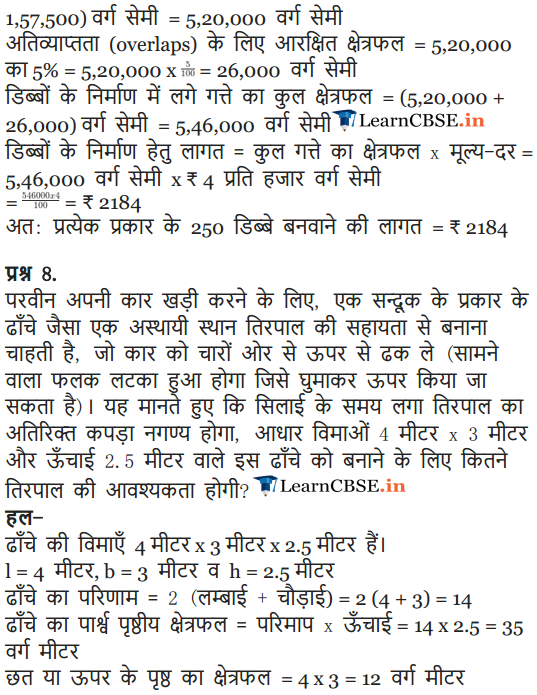 1,57,500) वर्ग सेमी = 5,20,000 वर्ग सेमी
अतिव्याप्तता (overlaps) के लिए आरक्षित क्षेत्रफल = 5,20,000
का 5% = 5,20,000 x 5/100 = 26,000 वर्ग सेमी
डिब्बों के निर्माण में लगे गत्ते का कुल क्षेत्रफल = (5,20,000 +
26,000) वर्ग सेमी = 5,46,000 वर्ग सेमी LearnCBSE.in
डिब्बों के निर्माण हेतु लागत = कुल गत्ते का क्षेत्रफल x मूल्य-दर =
5,46,000 वर्ग सेमी x ₹ 4 प्रति हजार वर्ग सेमी
= 546000x4/100 = ₹ 2184
अतः प्रत्येक प्रकार के 250 डिब्बे बनवाने की लागत = ₹ 2184
प्रश्न 8.
परवीन अपनी कार खड़ी करने के लिए, एक सन्दूक के प्रकार के
ढाँचे जैसा एक अस्थायी स्थान तिरपाल की सहायता से बनाना
चाहती है, जो कार को चारों ओर से ऊपर से ढक ले (सामने
वाला फलक लटका हुआ होगा जिसे घुमाकर ऊपर किया जा
सकता है)। यह मानते हुए कि सिलाई के समय लगा तिरपाल का
अतिरिक्त कपड़ा नगण्य होगा, आधार विमाओं 4 मीटर x 3 मीटर
और ऊँचाई 2.5 मीटर वाले इस ढाँचे को बनाने के लिए कितने
तिरपाल की आवश्यकता होगी? LearnCBSE.in
हल–
ढाँचे की विमाएँ 4 मीटर x 3 मीटर x 2.5 मीटर हैं।
l = 4 मीटर, b = 3 मीटर व h = 2.5 मीटर
ढाँचे का परिणाम = 2 (लम्बाई + चौड़ाई) = 2 (4 + 3) = 14
ढाँचे का पार्श्व पृष्ठीय क्षेत्रफल = परिमाप x ऊँचाई = 14 x 2.5 = 35
वर्ग मीटर
छत या ऊपर के पृष्ठ का क्षेत्रफल = 4 x 3 = 12 वर्ग मीटर